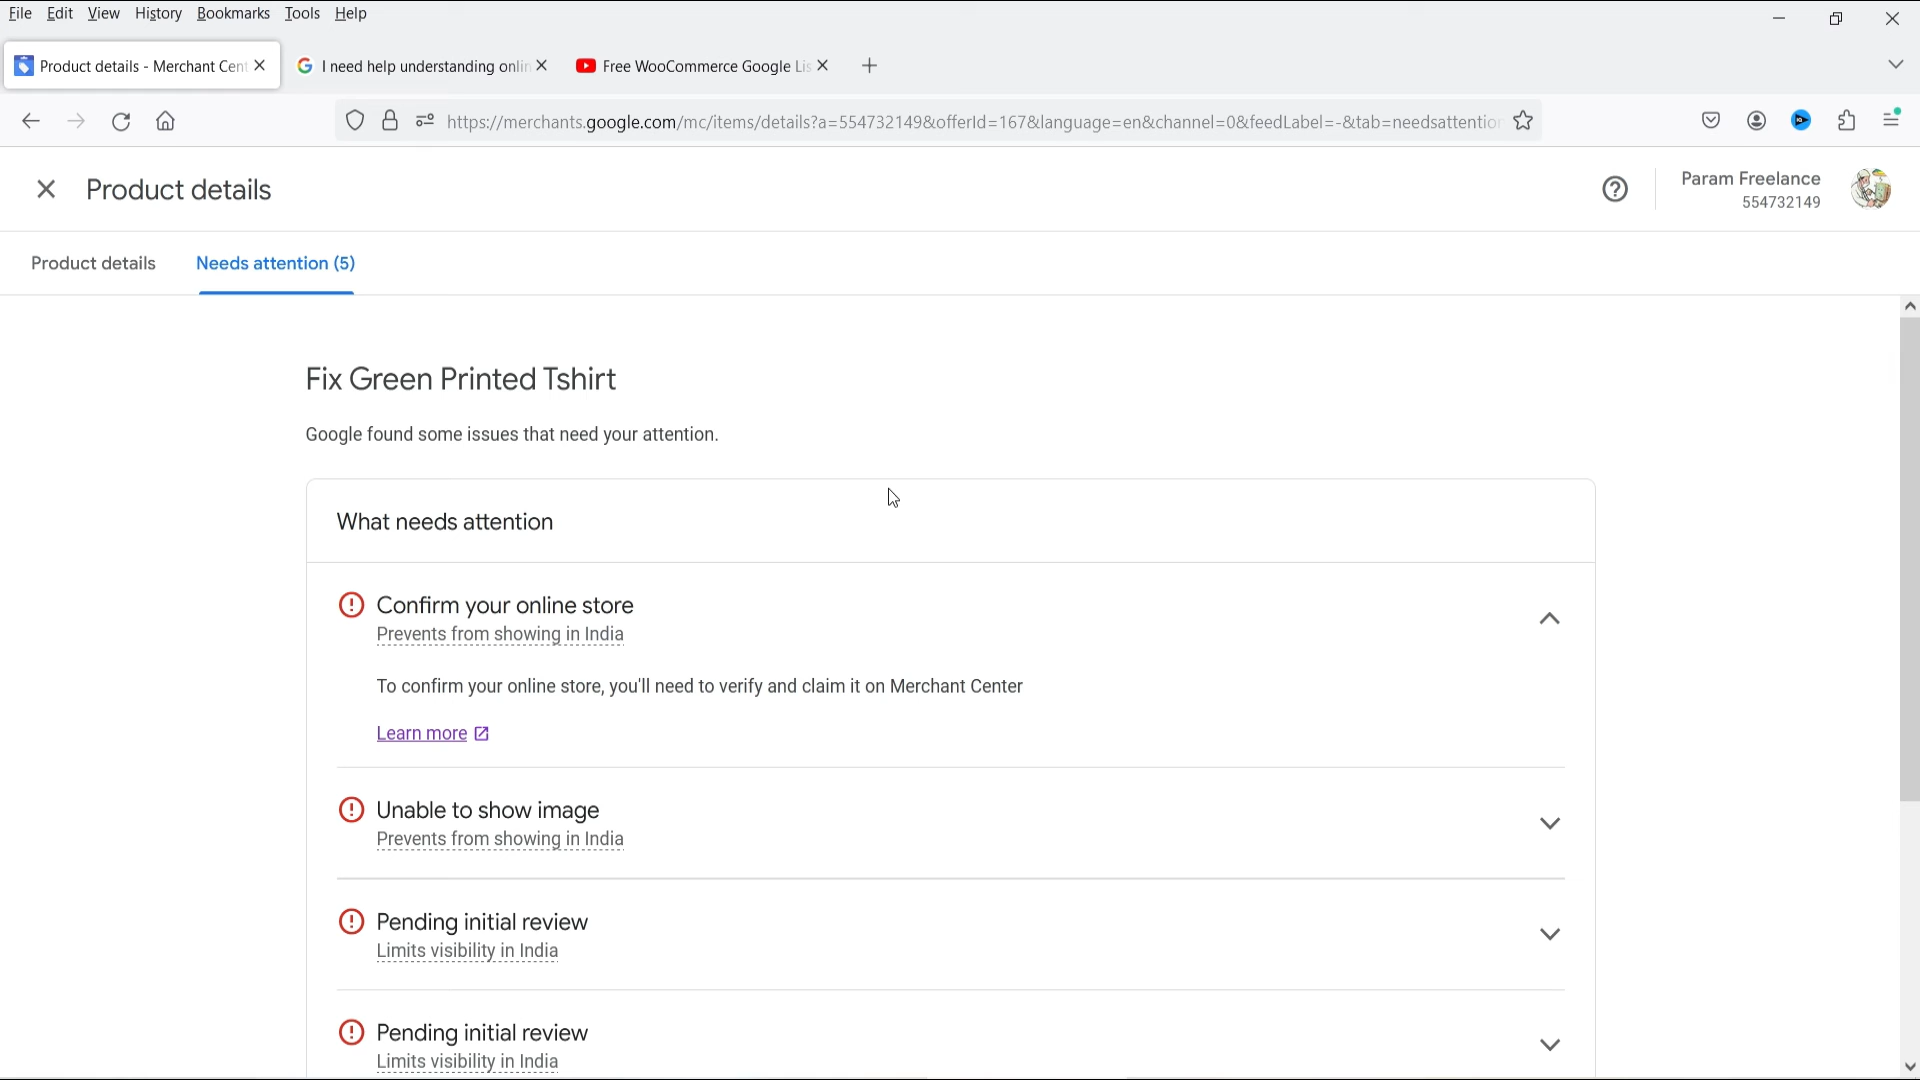 File Edit View History Bookmarks Tools Help
Product details - Merchant Cent
I need help understanding onlin
Free WooCommerce Google Lis
https://merchants.google.com/mc/items/details?a=554732149&offerId=167&language=en&channel=0&feedLabel=-&tab=needsattentio
Product details
Param Freelance
554732149
Product details
Needs attention (5)
Fix Green Printed Tshirt
Google found some issues that need your attention.
What needs attention
Confirm your online store
Prevents from showing in India
To confirm your online store, you'll need to verify and claim it on Merchant Center
Learn more
Unable to show image
Prevents from showing in India
Pending initial review
Limits visibility in India
Pending initial review
Limits visibility in India